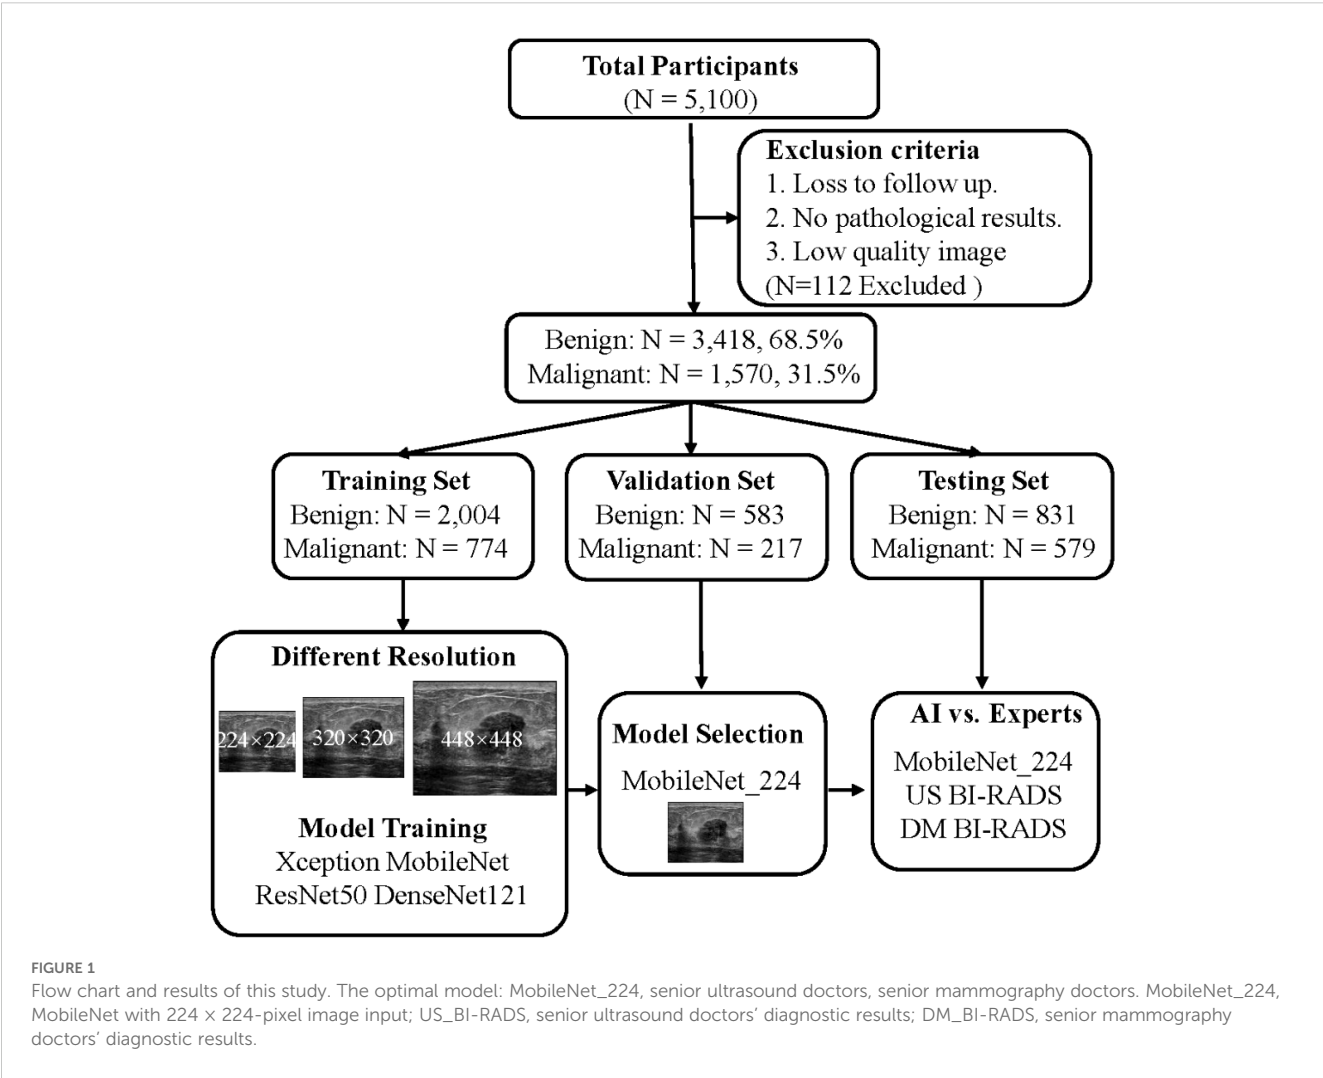 Total Participants
(N = 5,100)
Exclusion criteria
1. Loss to follow up.
2. No pathological results.
3. Low quality image
(N=112 Excluded )
Benign: N = 3,418, 68.5%
Malignant: N = 1,570, 31.5%
Training Set
Benign: N = 2,004
Malignant: N = 774
Validation Set
Benign: N = 583
Malignant: N = 217
Testing Set
Benign: N = 831
Malignant: N = 579
Different Resolution
224×224 320×320 448×448
Model Training
Xception MobileNet
ResNet50 DenseNet121
Model Selection
MobileNet_224
AI vs. Experts
MobileNet_224
US BI-RADS
DM BI-RADS
FIGURE 1
Flow chart and results of this study. The optimal model: MobileNet_224, senior ultrasound doctors, senior mammography doctors. MobileNet_224,
MobileNet with 224 × 224-pixel image input; US_BI-RADS, senior ultrasound doctors’ diagnostic results; DM_BI-RADS, senior mammography
doctors’ diagnostic results.